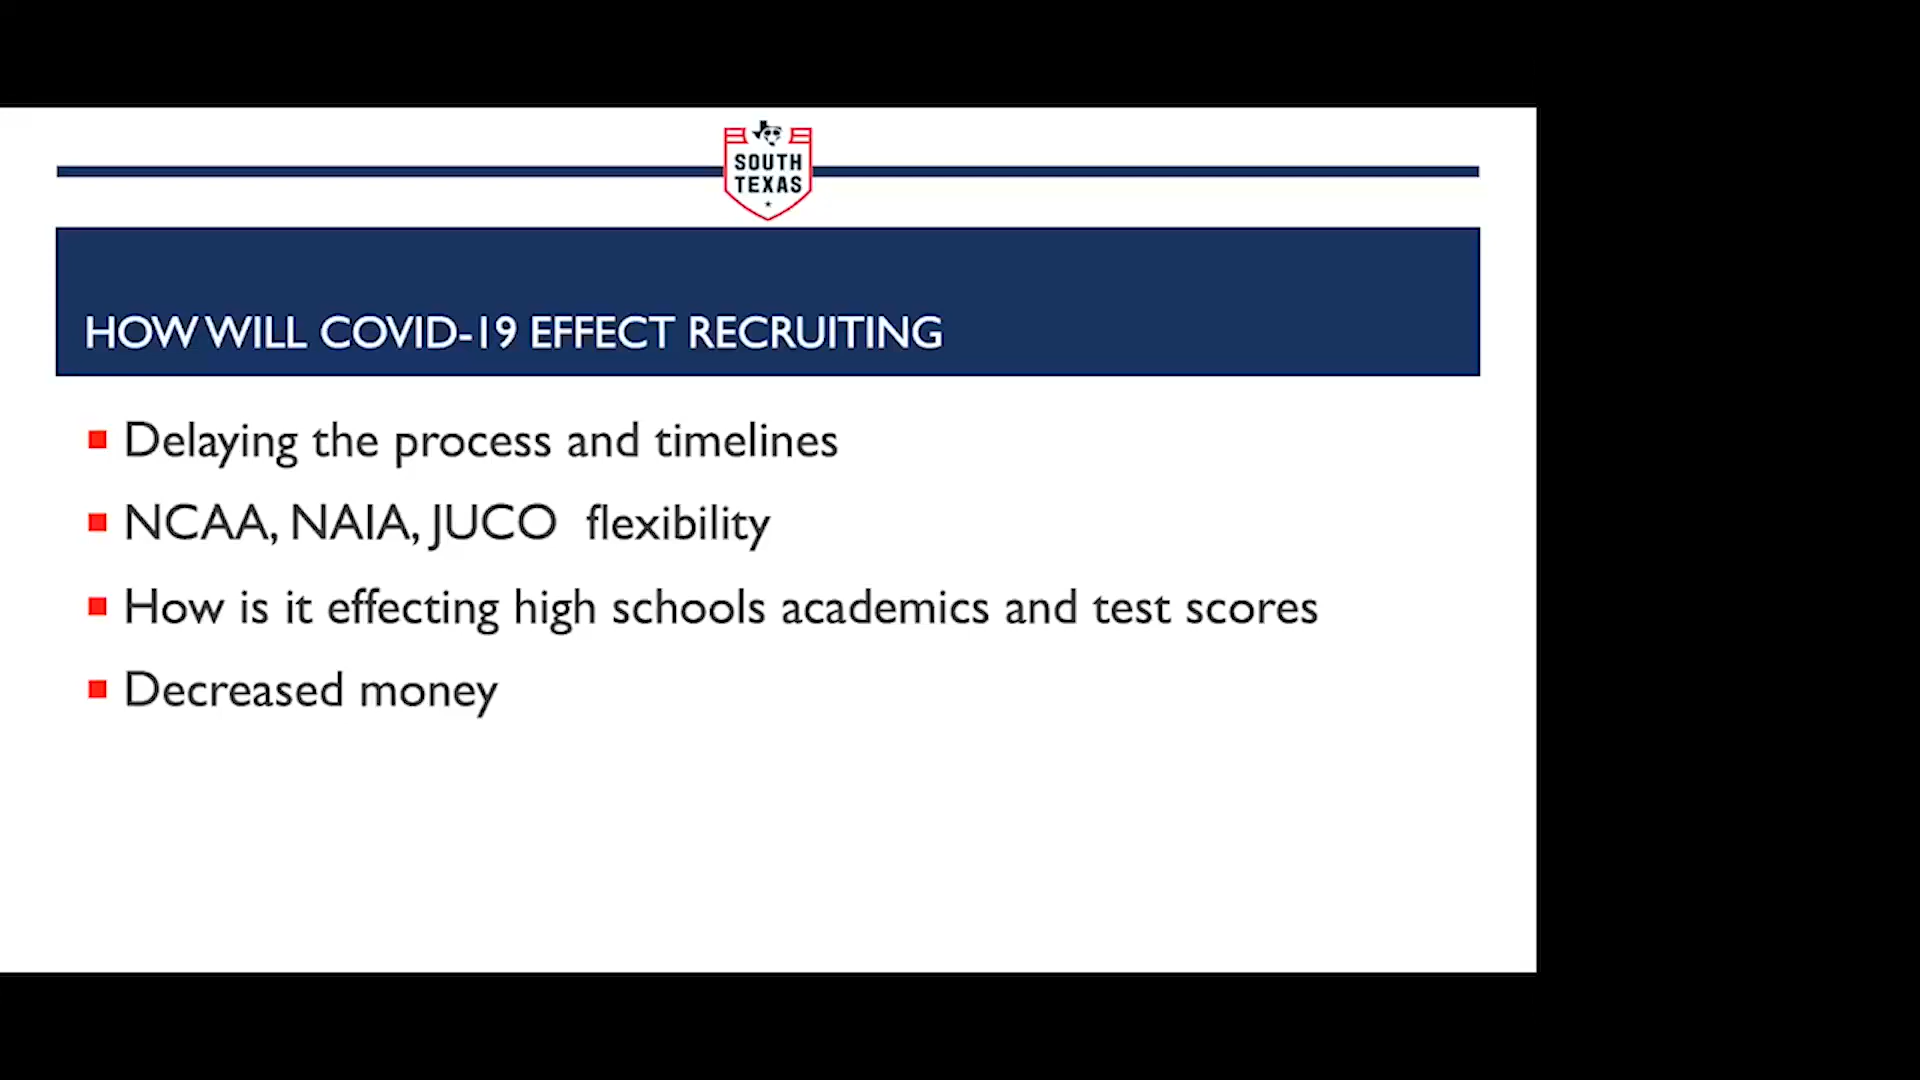 SOUTH
TEXAS
HOW WILL COVID-19 EFFECT RECRUITING
Delaying the process and timelines
NCAA, NAIA, JUCO  flexibility
How is it effecting high schools academics and test scores
Decreased money